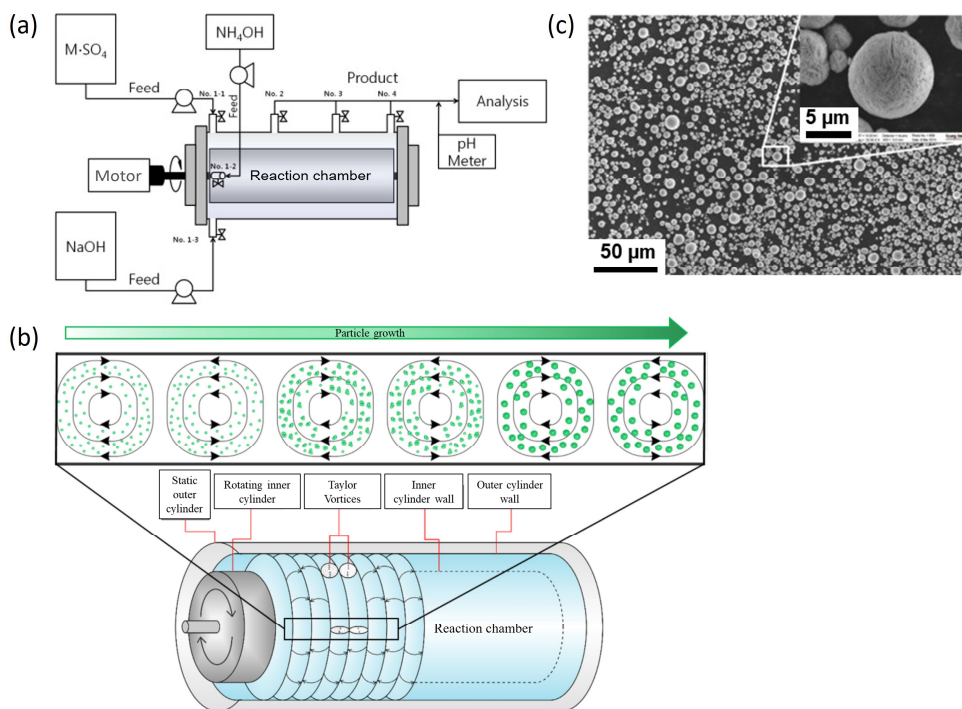 (a)
M·SO₄
NH₄OH
Feed
No. 1-1
Feed
No. 2
Product
No. 3
No. 4
Analysis
pH
Meter
Motor
No. 1-2
Reaction chamber
NaOH
No. 1-3
Feed
(c)
5 µm
50 µm
(b)
Particle growth
Static
outer
cylinder
Rotating inner
cylinder
Taylor
Vortices
Inner
cylinder wall
Outer cylinder
wall
Reaction chamber